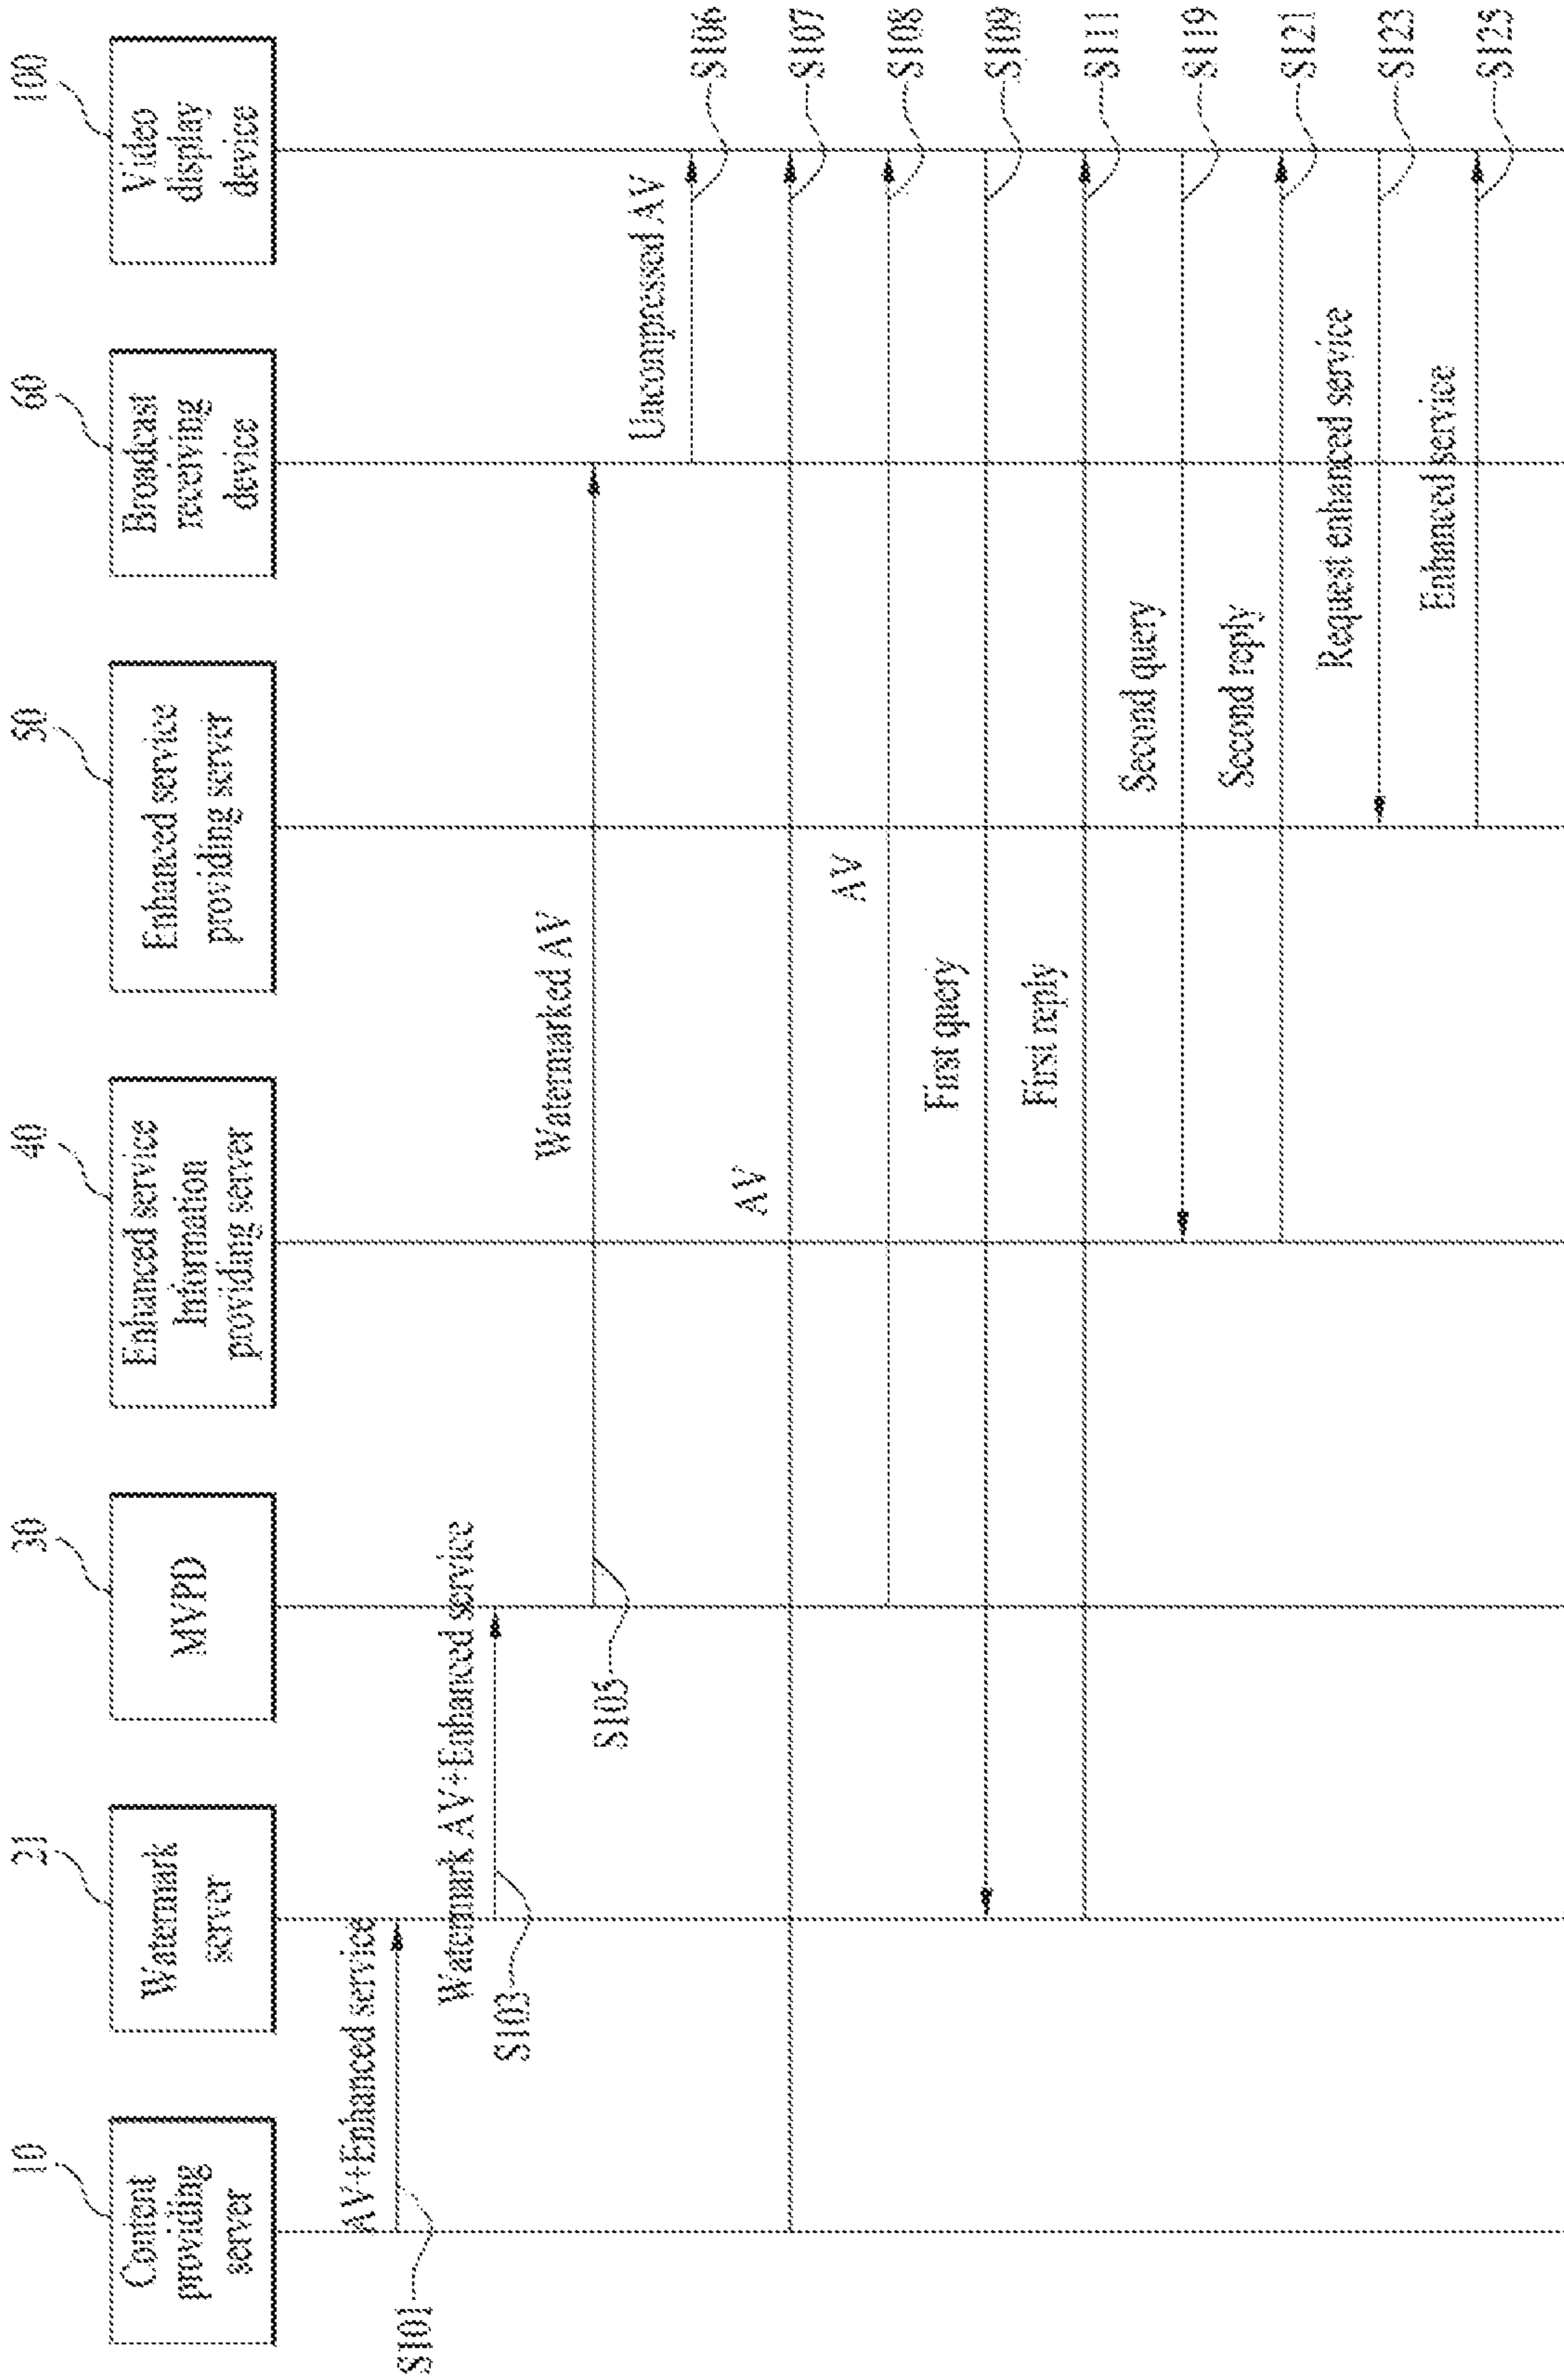 10
Content
providing
server
21
Watermark
server
30
MVPD
40
Enhanced service
Information
providing server
50
Enhanced service
providing server
60
Broadcast
receiving
device
100
Video
display
device
AV+Enhanced service
S101
Watermark AV+Enhanced service
S103
Watermarked AV
S105
Uncompressed AV
S106
AV
S107
AV
S108
First query
S109
First reply
S111
Second query
S119
Second reply
S121
Request enhanced service
S123
Enhanced service
S125